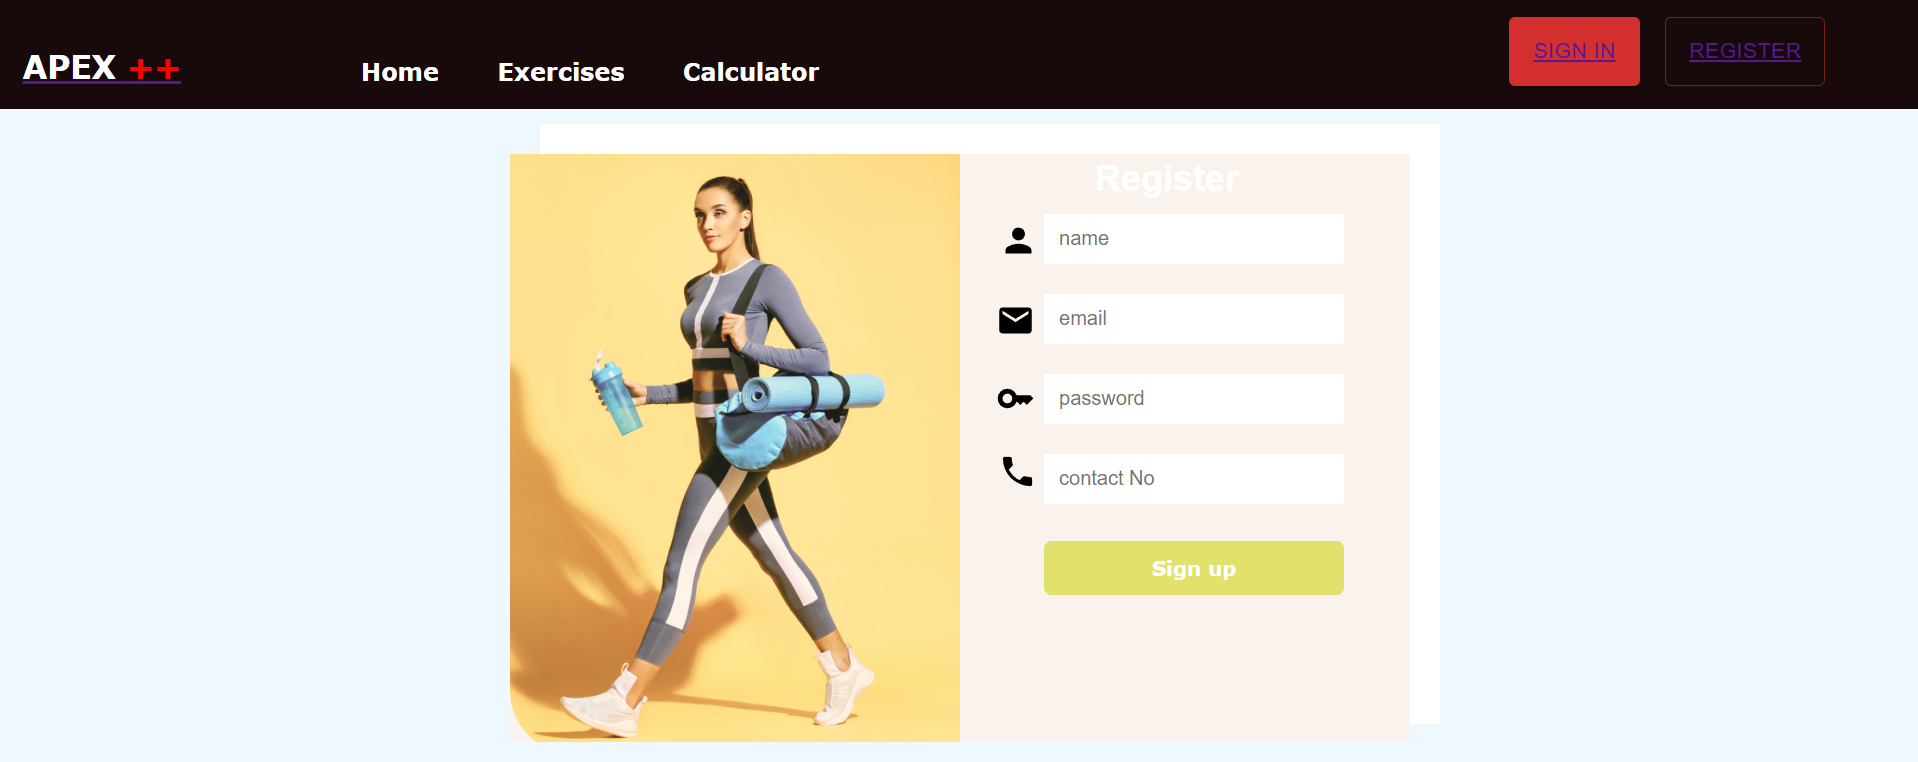 APEX ++
Home Exercises Calculator
SIGN IN
REGISTER
Register
name
email
password
contact No
Sign up